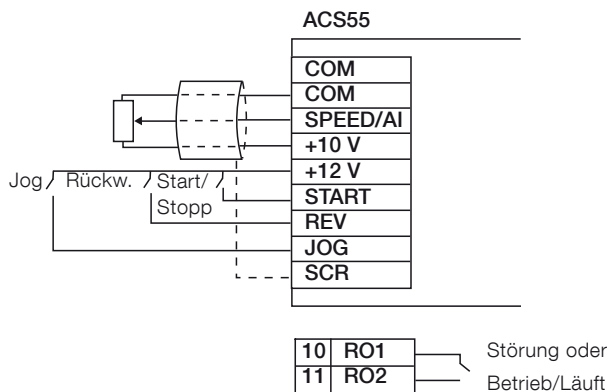 ACS55
COM
COM
SPEED/AI
+10 V
+12 V
START
REV
JOG
SCR
Jog Rückw. Start/
Stopp
10 RO1
11 RO2
Störung oder
Betrieb/Läuft